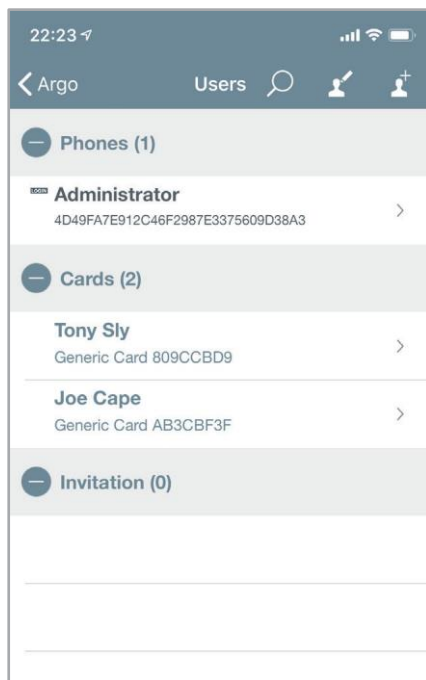 22:23
Argo
Users
Phones (1)
LOGIN
Administrator
4D49FA7E912C46F2987E3375609D38A3
Cards (2)
Tony Sly
Generic Card 809CCBD9
Joe Cape
Generic Card AB3CBF3F
Invitation (0)